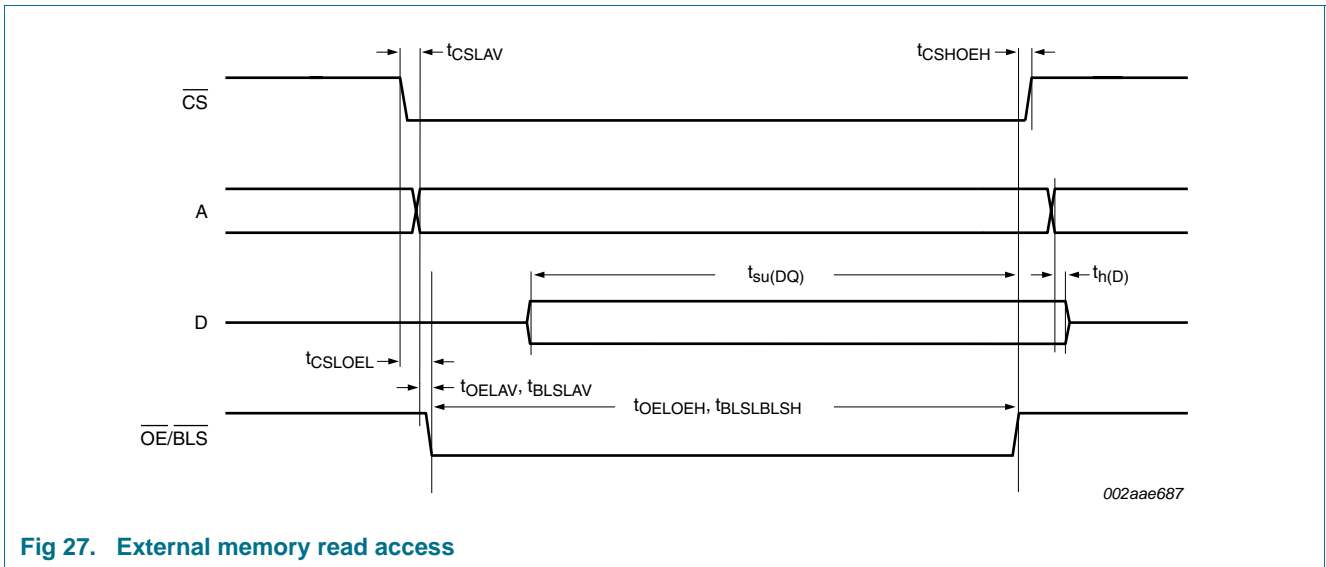 tCSLAV
tCSHOEH
CS
A
tsu(DQ)
th(D)
D
tCSLOEL
tOELAV, tBLSLAV
tOELOEH, tBLSLBLSH
OE/BLS
002aae687
Fig 27. External memory read access